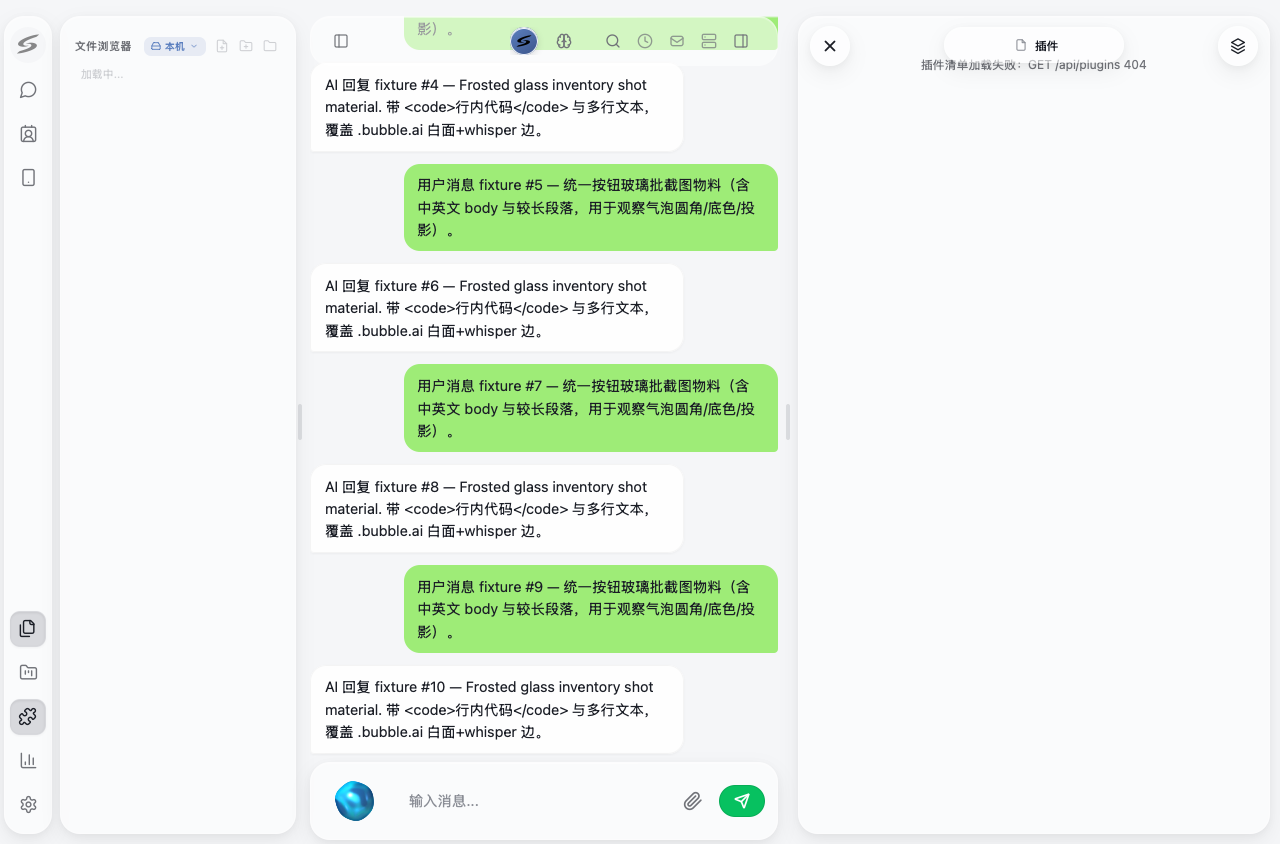 文件浏览器
本机
加载中...
影）。
AI 回复 fixture #4 — Frosted glass inventory shot
material. 带 <code>行内代码</code> 与多行文本，
覆盖 .bubble.ai 白面+whisper 边。
用户消息 fixture #5 — 统一按钮玻璃批截图物料（含
中英文 body 与较长段落，用于观察气泡圆角/底色/投
影）。
AI 回复 fixture #6 — Frosted glass inventory shot
material. 带 <code>行内代码</code> 与多行文本，
覆盖 .bubble.ai 白面+whisper 边。
用户消息 fixture #7 — 统一按钮玻璃批截图物料（含
中英文 body 与较长段落，用于观察气泡圆角/底色/投
影）。
AI 回复 fixture #8 — Frosted glass inventory shot
material. 带 <code>行内代码</code> 与多行文本，
覆盖 .bubble.ai 白面+whisper 边。
用户消息 fixture #9 — 统一按钮玻璃批截图物料（含
中英文 body 与较长段落，用于观察气泡圆角/底色/投
影）。
AI 回复 fixture #10 — Frosted glass inventory shot
material. 带 <code>行内代码</code> 与多行文本，
覆盖 .bubble.ai 白面+whisper 边。
输入消息...
插件
插件清单加载失败：GET /api/plugins 404